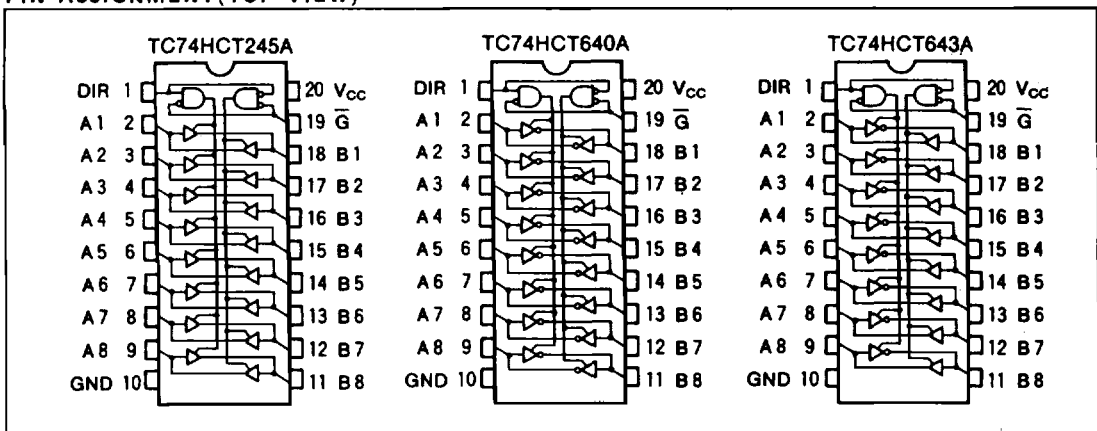 PIN ASSIGNMENT (TOP VIEW)
TC74HCT245A
DIR 1
A1 2
A2 3
A3 4
A4 5
A5 6
A6 7
A7 8
A8 9
GND 10
20 Vcc
19 G̅
18 B1
17 B2
16 B3
15 B4
14 B5
13 B6
12 B7
11 B8
TC74HCT640A
DIR 1
A1 2
A2 3
A3 4
A4 5
A5 6
A6 7
A7 8
A8 9
GND 10
20 Vcc
19 G̅
18 B1
17 B2
16 B3
15 B4
14 B5
13 B6
12 B7
11 B8
TC74HCT643A
DIR 1
A1 2
A2 3
A3 4
A4 5
A5 6
A6 7
A7 8
A8 9
GND 10
20 Vcc
19 G̅
18 B1
17 B2
16 B3
15 B4
14 B5
13 B6
12 B7
11 B8